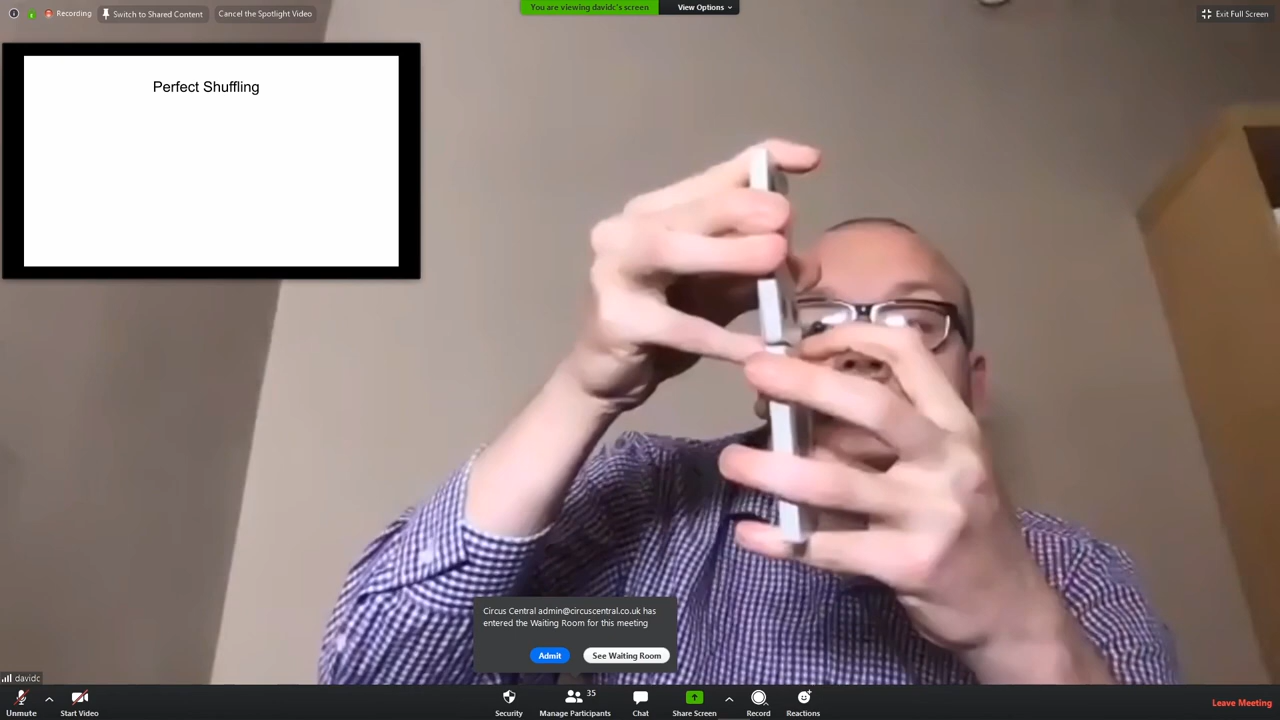 Recording
Switch to Shared Content
Cancel the Spotlight Video
You are viewing davidc's screen
View Options
Exit Full Screen
Perfect Shuffling
Circus Central admin@circuscentral.co.uk has
entered the Waiting Room for this meeting
Admit
See Waiting Room
davidc
Unmute
Start Video
Security
Manage Participants
35
Chat
Share Screen
Record
Reactions
Leave Meeting